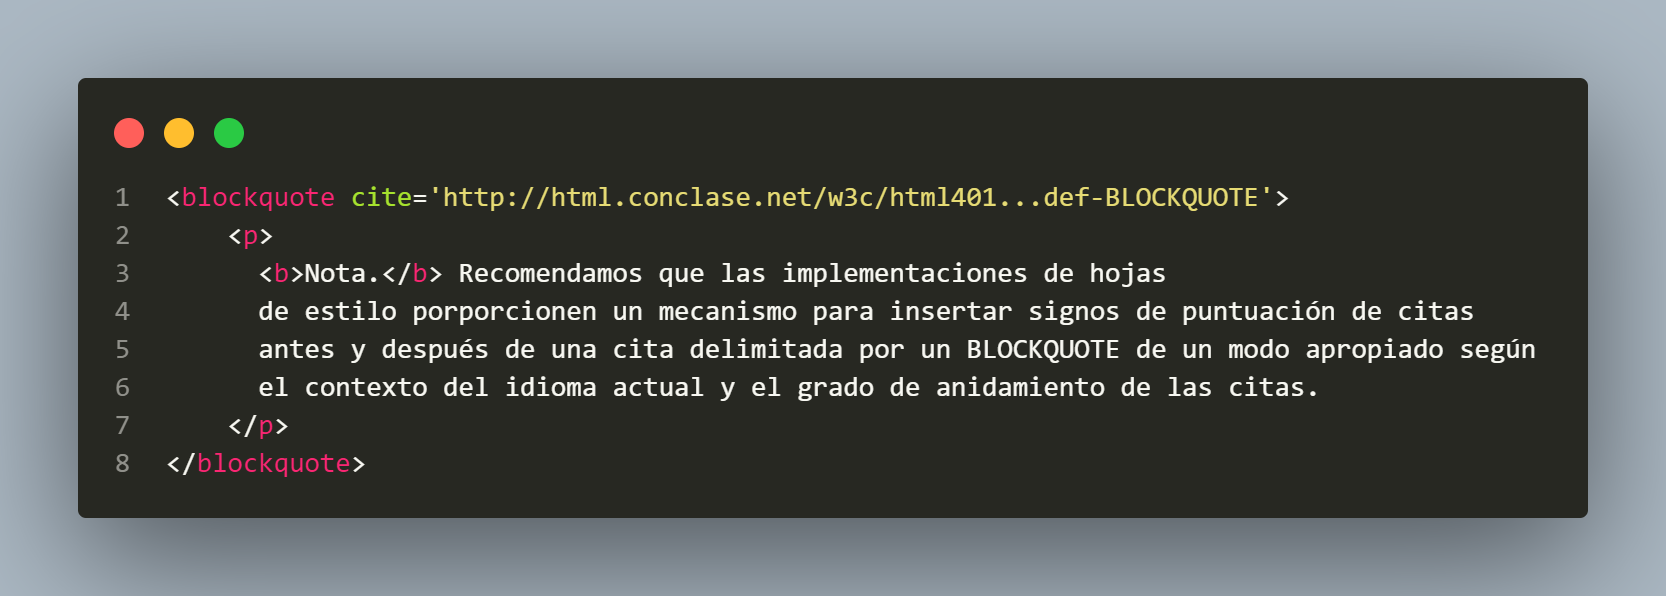 1 <blockquote cite='http://html.conclase.net/w3c/html401...def-BLOCKQUOTE'>
2 <p>
3 <b>Nota.</b> Recomendamos que las implementaciones de hojas
4 de estilo porporcionen un mecanismo para insertar signos de puntuación de citas
5 antes y después de una cita delimitada por un BLOCKQUOTE de un modo apropiado según
6 el contexto del idioma actual y el grado de anidamiento de las citas.
7 </p>
8 </blockquote>